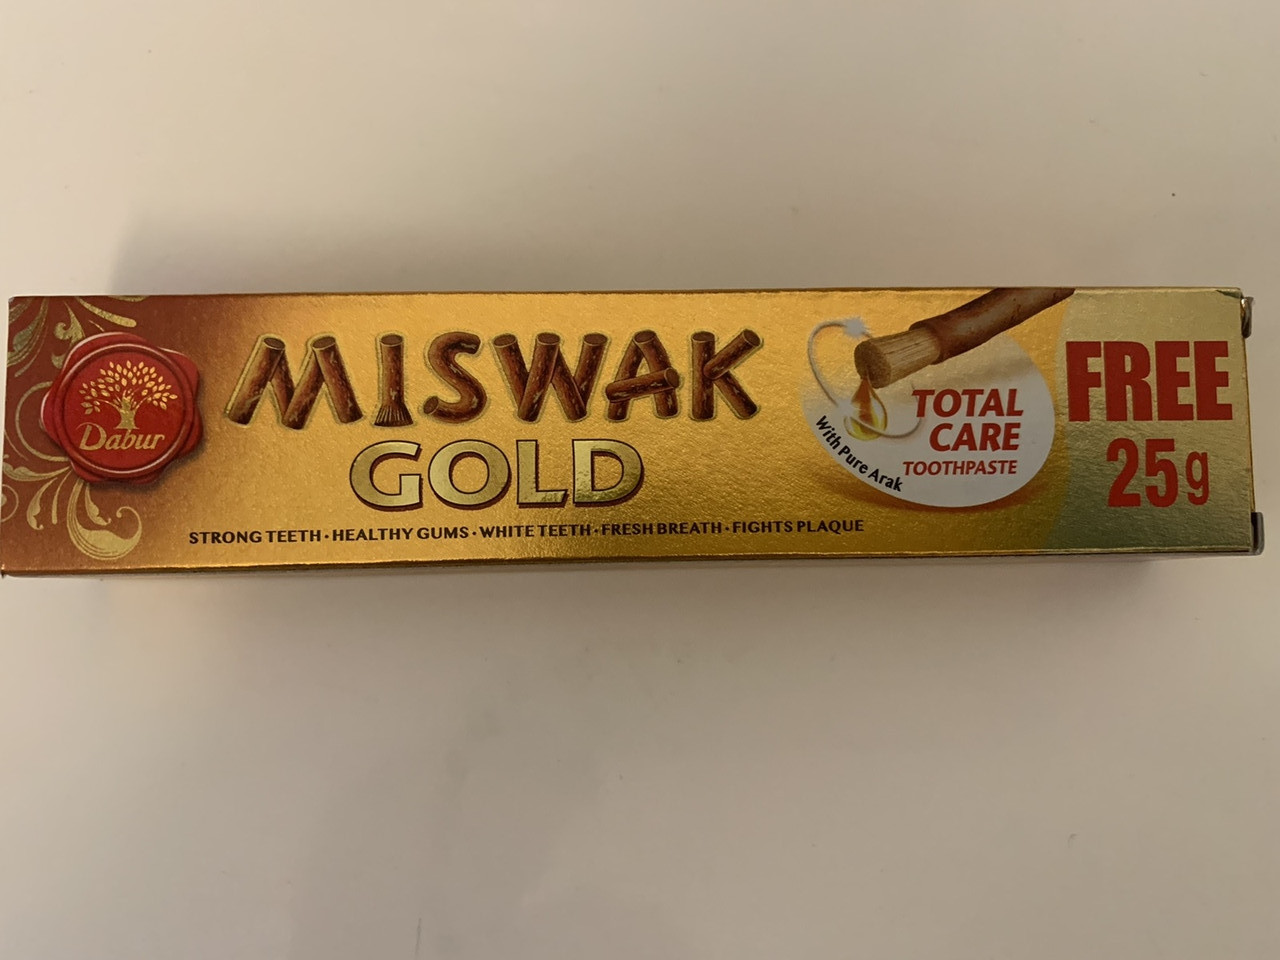 Dabur
MISWAK
GOLD
STRONG TEETH · HEALTHY GUMS · WHITE TEETH · FRESH BREATH · FIGHTS PLAQUE
With Pure Arak
TOTAL
CARE
TOOTHPASTE
FREE
25g